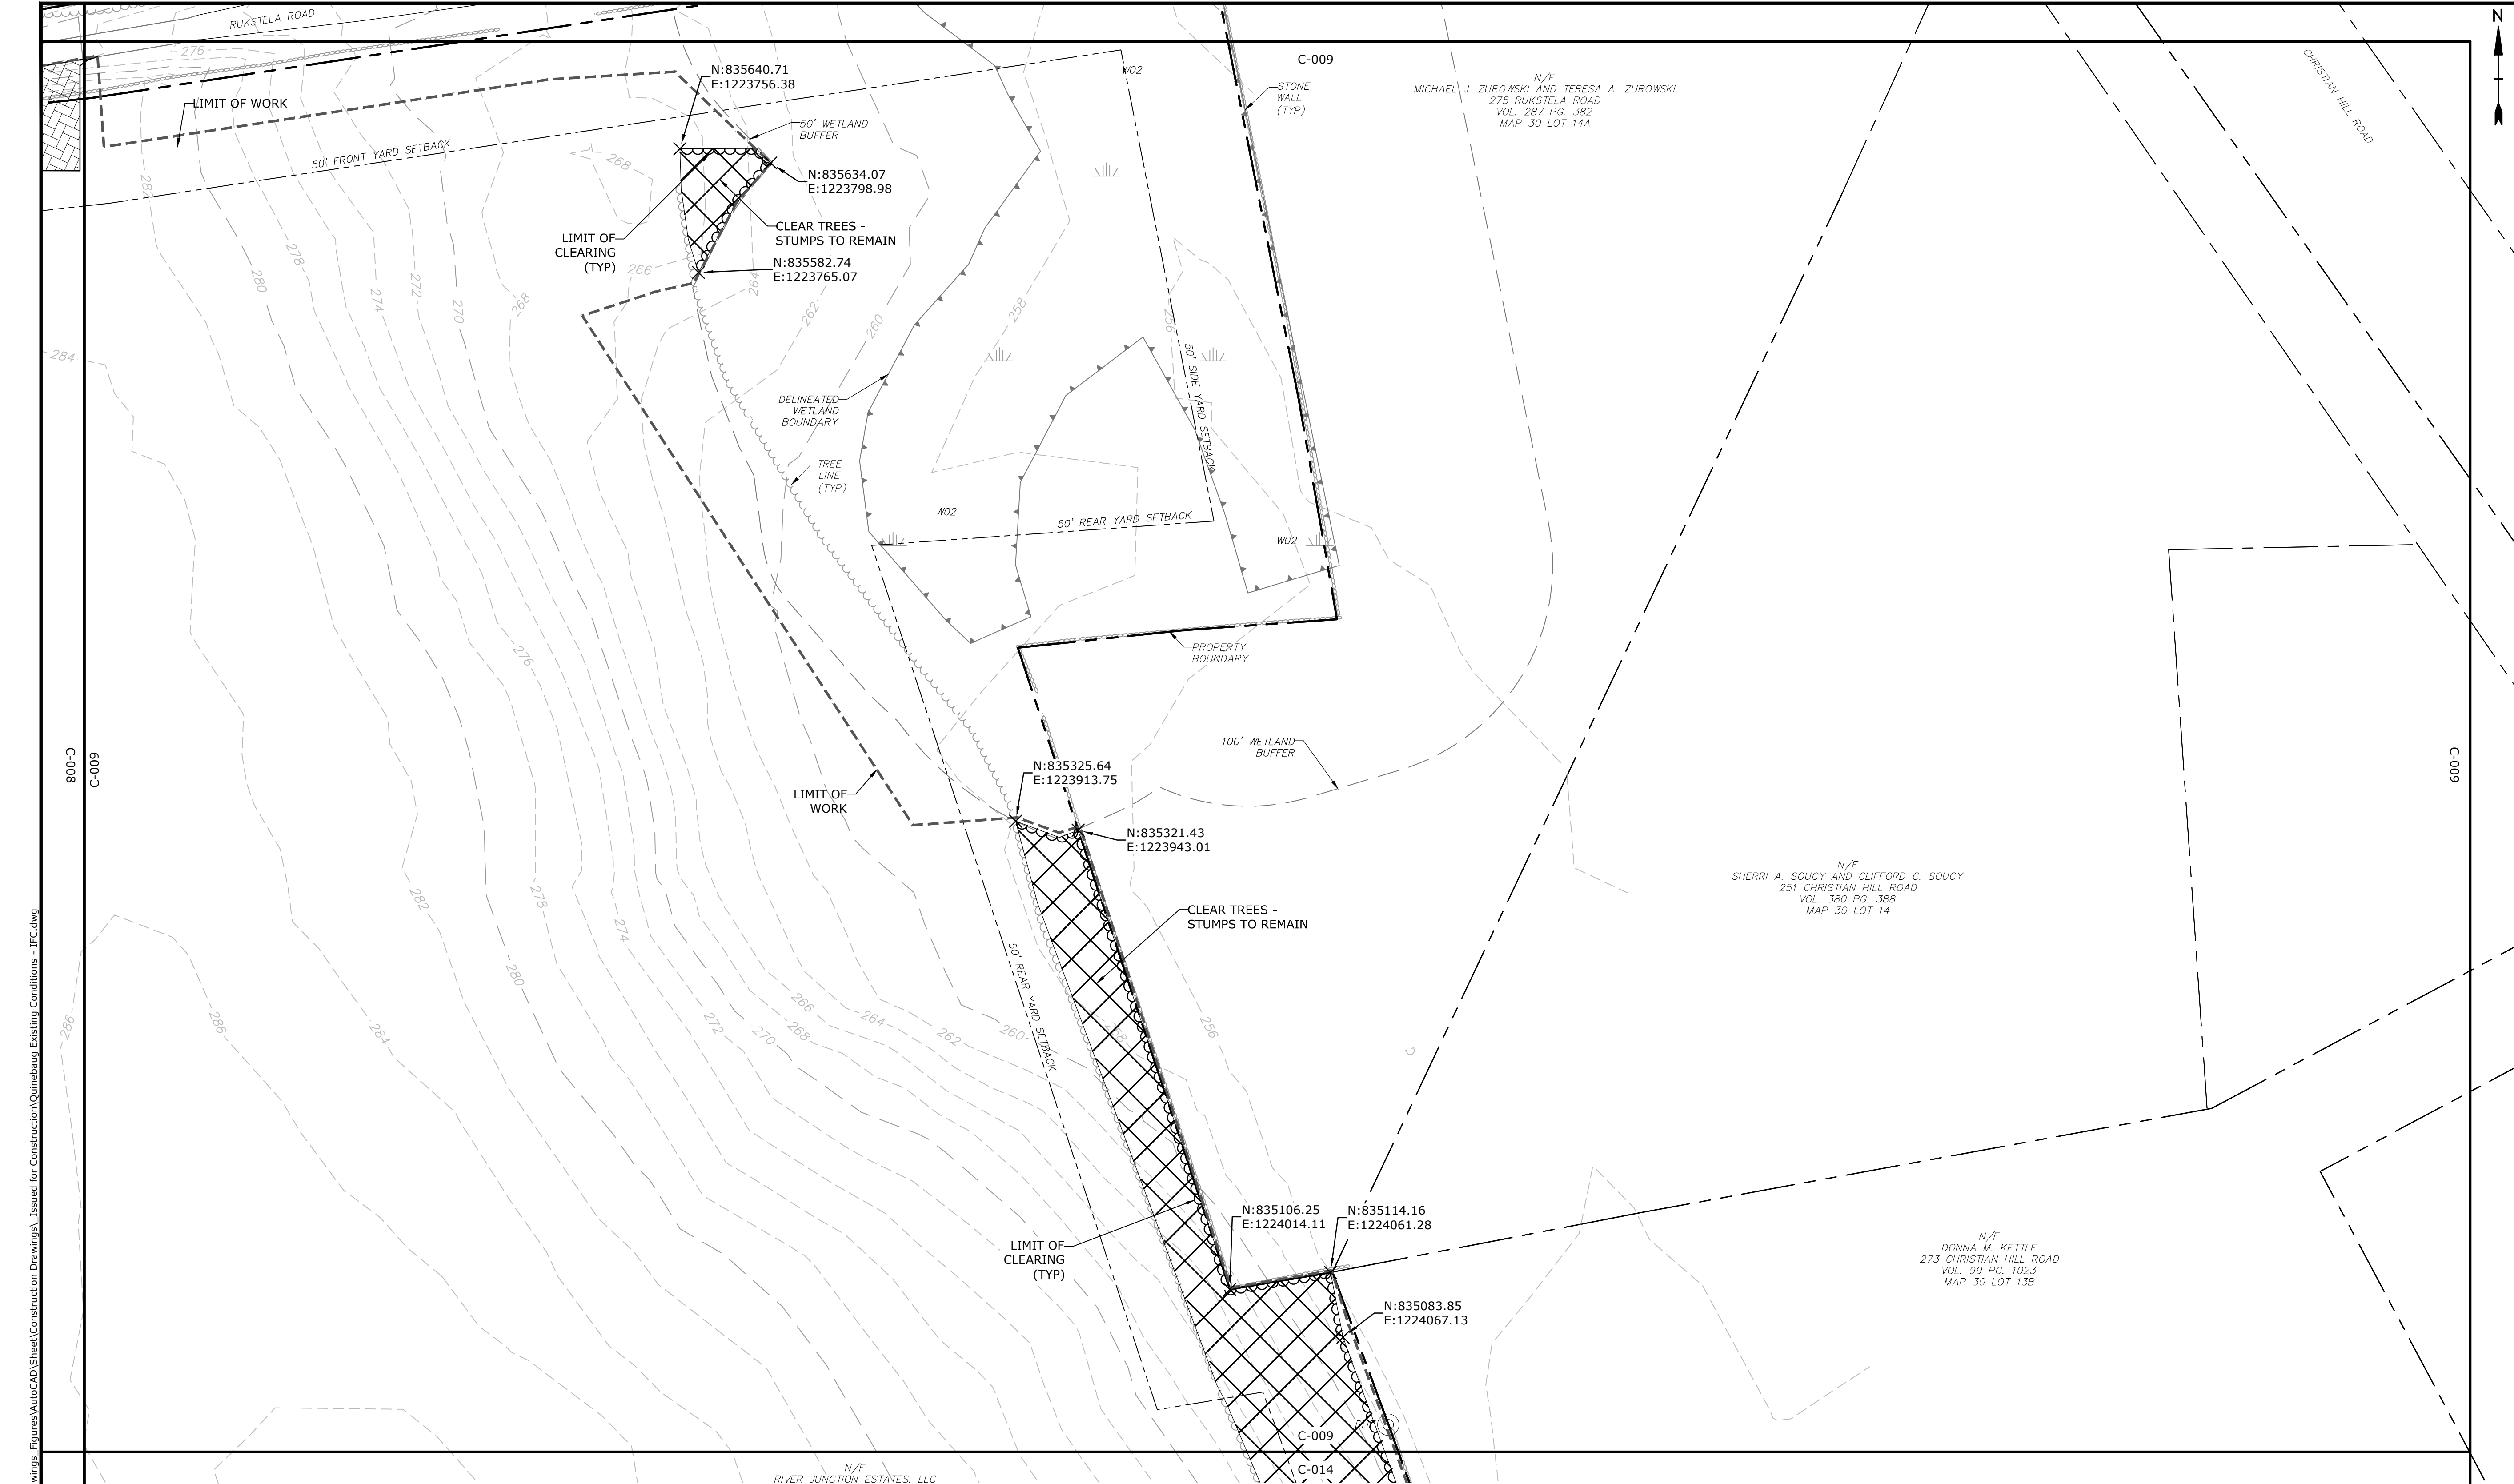 RUKSTELA ROAD
N
C-009
276
LIMIT OF WORK
N:835640.71
E:1223756.38
W02
STONE
WALL
(TYP)
N/F
MICHAEL J. ZUROWSKI AND TERESA A. ZUROWSKI
275 RUKSTELA ROAD
VOL. 287 PG. 382
MAP 30 LOT 14A
CHRISTIAN HILL ROAD
50' WETLAND
BUFFER
50' FRONT YARD SETBACK
268
N:835634.07
E:1223798.98
282
CLEAR TREES -
STUMPS TO REMAIN
LIMIT OF
CLEARING
(TYP)
278
280
274
272
270
268
266
264
N:835582.74
E:1223765.07
262
260
258
256
284
50' SIDE YARD SETBACK
DELINEATED
WETLAND
BOUNDARY
TREE
LINE
(TYP)
W02
50' REAR YARD SETBACK
W02
276
PROPERTY
BOUNDARY
C-008
C-009
100' WETLAND
BUFFER
C-009
N:835325.64
E:1223913.75
LIMIT OF
WORK
N:835321.43
E:1223943.01
N/F
SHERRI A. SOUCY AND CLIFFORD C. SOUCY
251 CHRISTIAN HILL ROAD
VOL. 380 PG. 388
MAP 30 LOT 14
282
278
274
CLEAR TREES -
STUMPS TO REMAIN
280
50' REAR YARD SETBACK
286
286
284
272
270
266
268
264
262
260
258
256
N:835106.25
E:1224014.11
N:835114.16
E:1224061.28
LIMIT OF
CLEARING
(TYP)
N/F
DONNA M. KETTLE
273 CHRISTIAN HILL ROAD
VOL. 99 PG. 1023
MAP 30 LOT 13B
N:835083.85
E:1224067.13
C-009
C-014
N/F
RIVER JUNCTION ESTATES, LLC
wings_Figures\AutoCAD\Sheet\Construction Drawings\_Issued for Construction\Quinebaug Existing Conditions - IFC.dwg